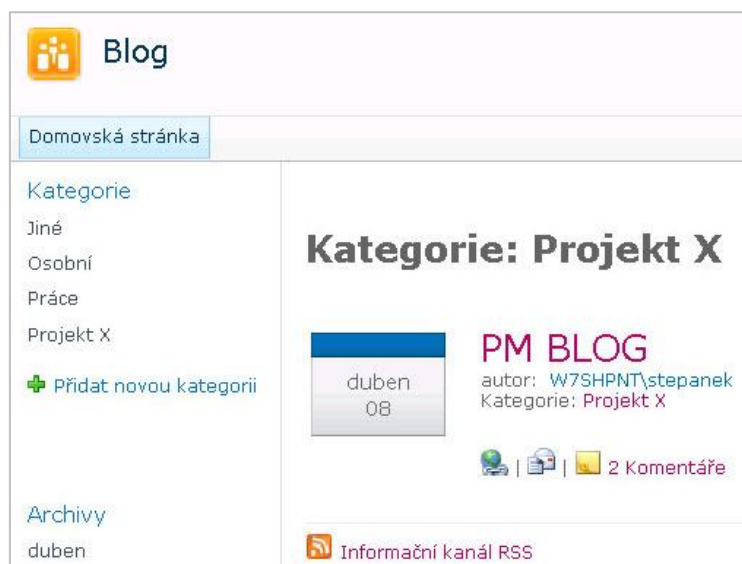 Blog
Domovská stránka
Kategorie
Jiné
Osobní
Práce
Projekt X
Přidat novou kategorii
Archivy
duben
Kategorie: Projekt X
duben
08
PM BLOG
autor: W7SHPNT\stepanek
Kategorie: Projekt X
| | 2 Komentáře
Informační kanál RSS